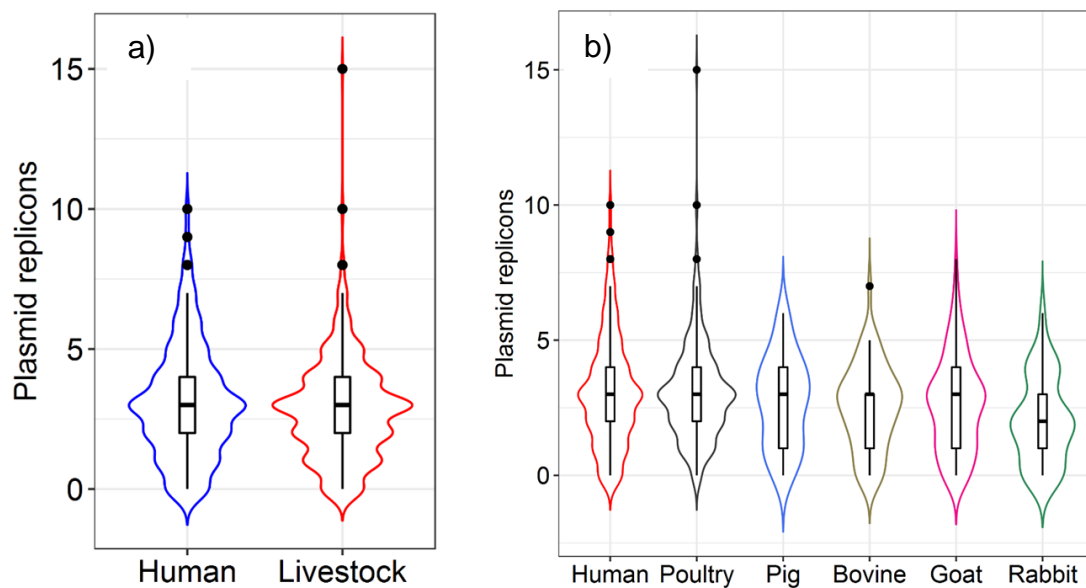 a)
Plasmid replicons
15
10
5
0
Human Livestock
b)
Plasmid replicons
15
10
5
0
Human Poultry Pig Bovine Goat Rabbit